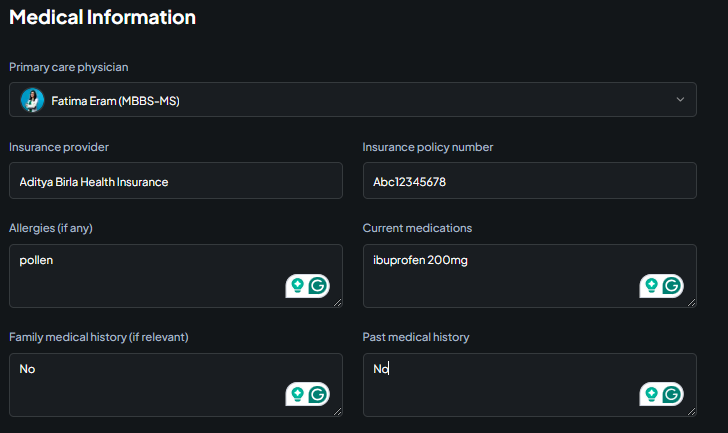 Medical Information
Primary care physician
Fatima Eram (MBBS-MS)
Insurance provider
Insurance policy number
Aditya Birla Health Insurance
Abc12345678
Allergies (if any)
Current medications
pollen
ibuprofen 200mg
Family medical history (if relevant)
Past medical history
No
No